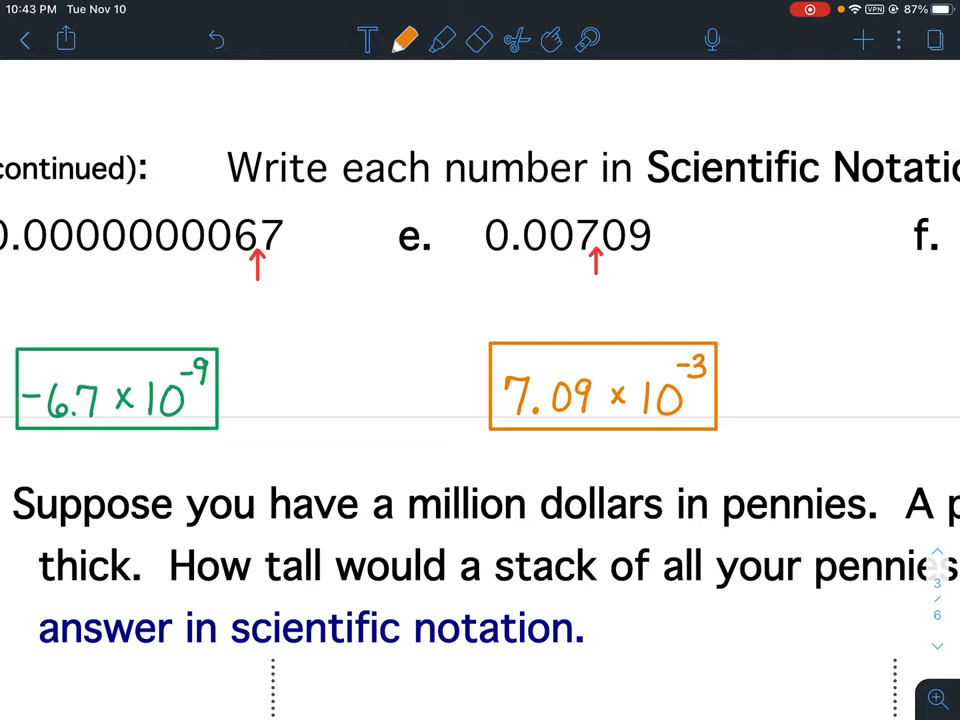 10:43 PM Tue Nov 10 VPN 87%
continued): Write each number in Scientific Notatio
0.0000000067 e. 0.00709 f.
-6.7 × 10^-9 7.09 × 10^-3
Suppose you have a million dollars in pennies. A p
thick. How tall would a stack of all your pennies
answer in scientific notation.
3
/
6